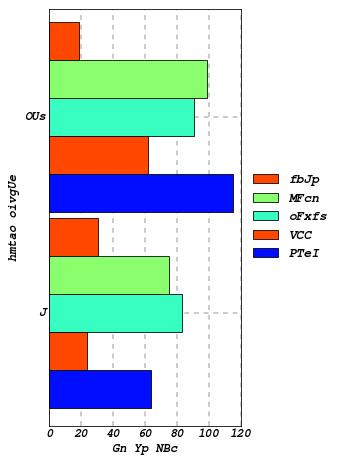 OUs
J
hmtao oivgUe
0 20 40 60 80 100 120
Gn Yp NBc
fbJp
MFcn
oFxfs
VCC
PTeI